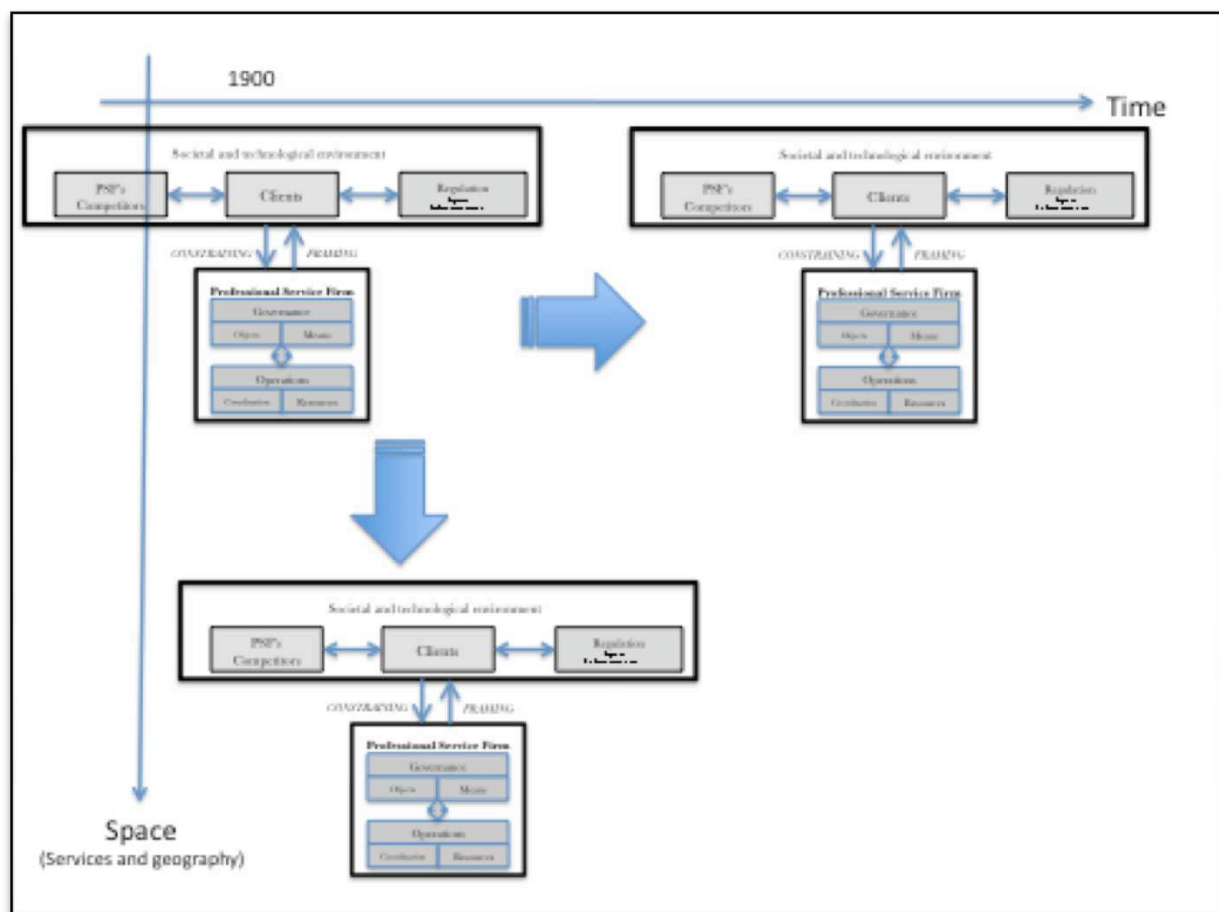 1900
Time
Societal and technological environment
PSF's
Competitors
Clients
Regulation
CONSTRAINING
FRAMING
Professional Service Firm
Governance
Objects
Means
Operations
Coordination
Resources
Societal and technological environment
PSF's
Competitors
Clients
Regulation
CONSTRAINING
FRAMING
Professional Service Firm
Governance
Objects
Means
Operations
Coordination
Resources
Societal and technological environment
PSF's
Competitors
Clients
Regulation
CONSTRAINING
FRAMING
Professional Service Firm
Governance
Objects
Means
Operations
Coordination
Resources
Space
(Services and geography)